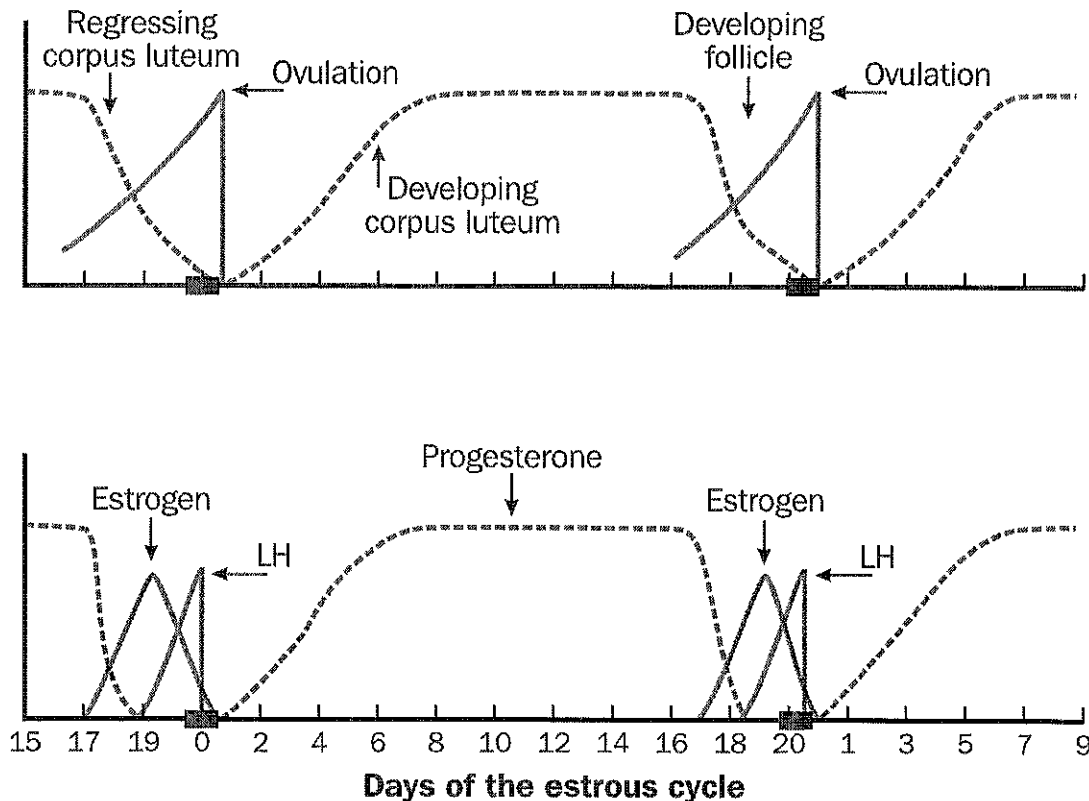 Regressing
corpus luteum
Ovulation
Developing
follicle
Ovulation
Developing
corpus luteum
Progesterone
Estrogen
LH
Estrogen
LH
15 17 19 0 2 4 6 8 10 12 14 16 18 20 1 3 5 7 9
Days of the estrous cycle